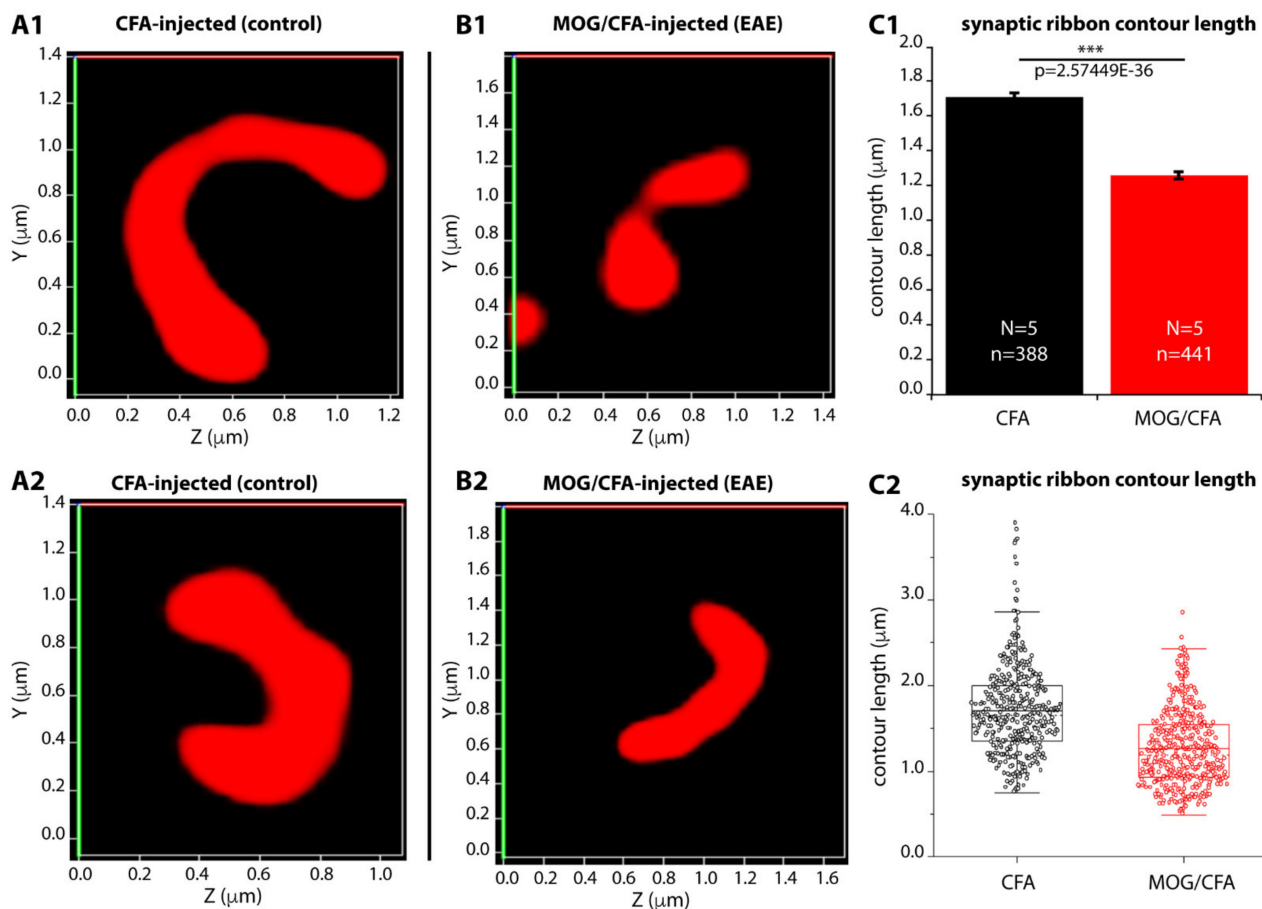 A1 CFA-injected (control)
1.4
1.2
1.0
0.8
0.6
0.4
0.2
0.0
Y (μm)
0.2 0.4 0.6 0.8 1.0 1.2
Z (μm)
B1 MOG/CFA-injected (EAE)
1.8
1.6
1.4
1.2
1.0
0.8
0.6
0.4
0.2
0.0
Y (μm)
0.0 0.2 0.4 0.6 0.8 1.0 1.2 1.4
Z (μm)
C1 synaptic ribbon contour length
2.0
1.8
1.6
1.2
1.0
0.8
0.6
0.4
0.2
0.0
contour length (μm)
***
p=2.57449E-36
N=5
n=388
N=5
n=441
CFA MOG/CFA
A2 CFA-injected (control)
1.4
1.2
1.0
0.8
0.6
0.4
0.2
0.0
Y (μm)
0.0 0.2 0.4 0.6 0.8 1.0
Z (μm)
B2 MOG/CFA-injected (EAE)
1.8
1.6
1.4
1.2
1.0
0.8
0.6
0.4
0.2
0.0
Y (μm)
0.0 0.2 0.4 0.6 0.8 1.0 1.2 1.4 1.6
Z (μm)
C2 synaptic ribbon contour length
4.0
3.0
2.0
1.0
0.0
contour length (μm)
CFA MOG/CFA